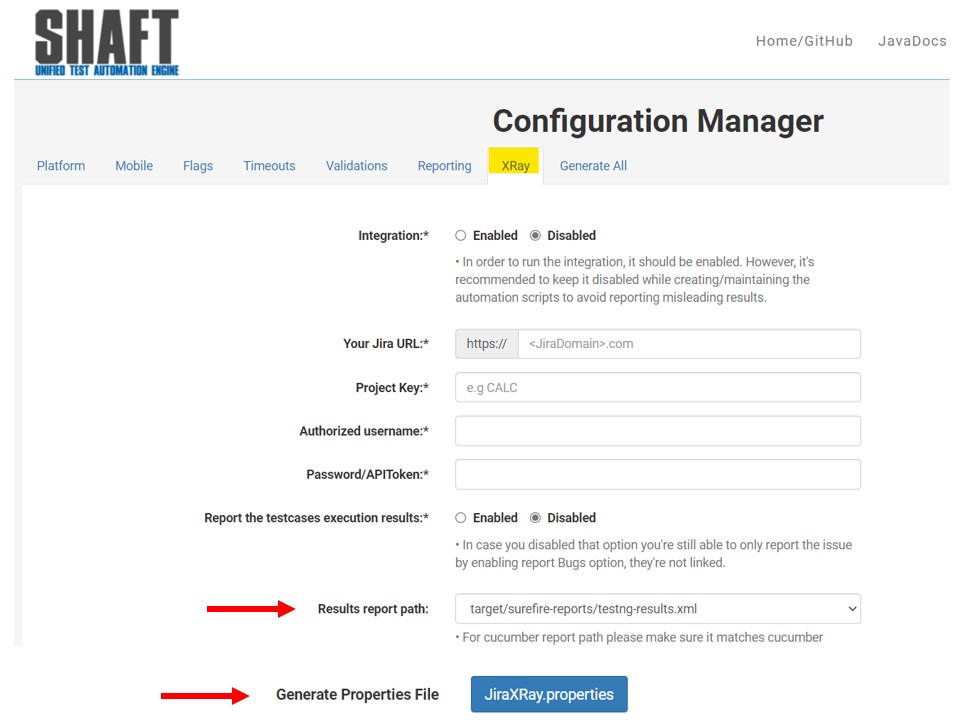 SHAFT
UNIFIED TEST AUTOMATION ENGINE
Home/GitHub JavaDocs
Configuration Manager
Platform Mobile Flags Timeouts Validations Reporting XRay Generate All
Integration:* Enabled Disabled
• In order to run the integration, it should be enabled. However, it's
recommended to keep it disabled while creating/maintaining the
automation scripts to avoid reporting misleading results.
Your Jira URL:* https:// <JiraDomain>.com
Project Key:* e.g CALC
Authorized username:*
Password/APIToken:*
Report the testcases execution results:* Enabled Disabled
• In case you disabled that option you're still able to only report the issue
by enabling report Bugs option, they're not linked.
Results report path: target/surefire-reports/testng-results.xml
• For cucumber report path please make sure it matches cucumber
Generate Properties File JiraXRay.properties